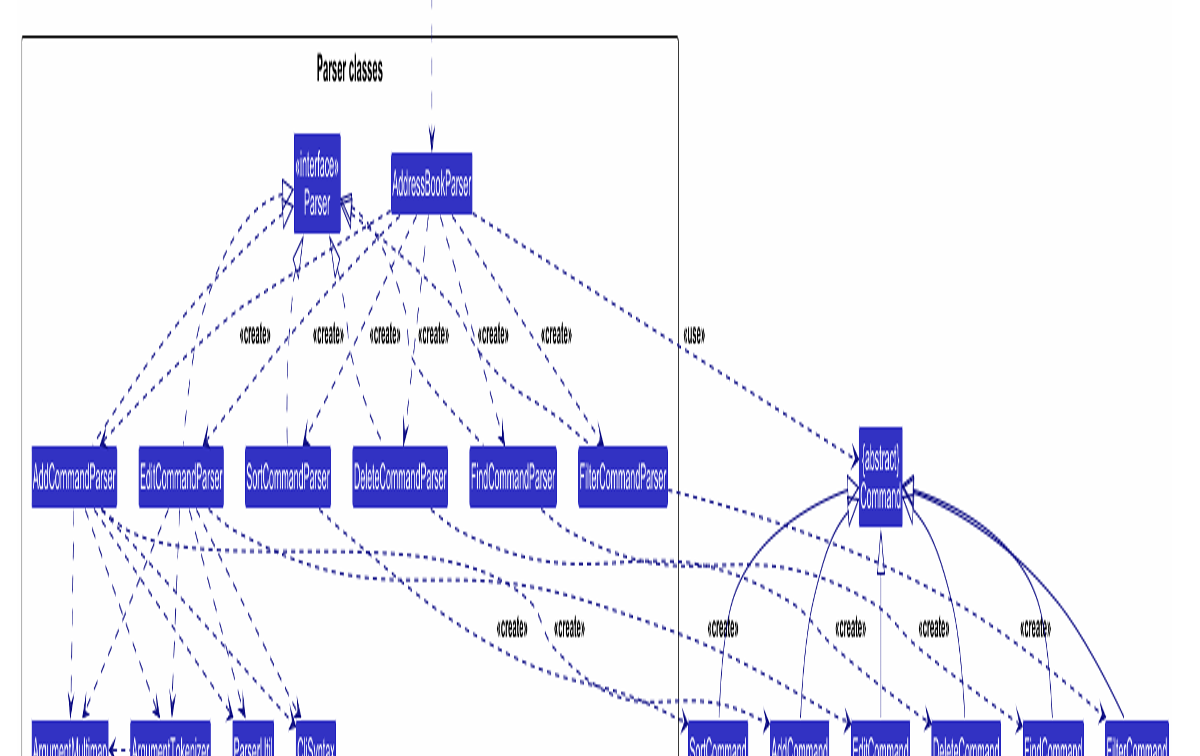 Parser classes
«interface»
Parser
AddressBookParser
«create»
«create»
«create»
«create»
«create»
«create»
«use»
{abstract}
Command
AddCommandParser
EditCommandParser
SortCommandParser
DeleteCommandParser
FindCommandParser
FilterCommandParser
«create»
«create»
«create»
«create»
«create»
«create»
ArgumentMultimap
ArgumentTokenizer
ParserUtil
CliSyntax
SortCommand
AddCommand
EditCommand
DeleteCommand
FindCommand
FilterCommand